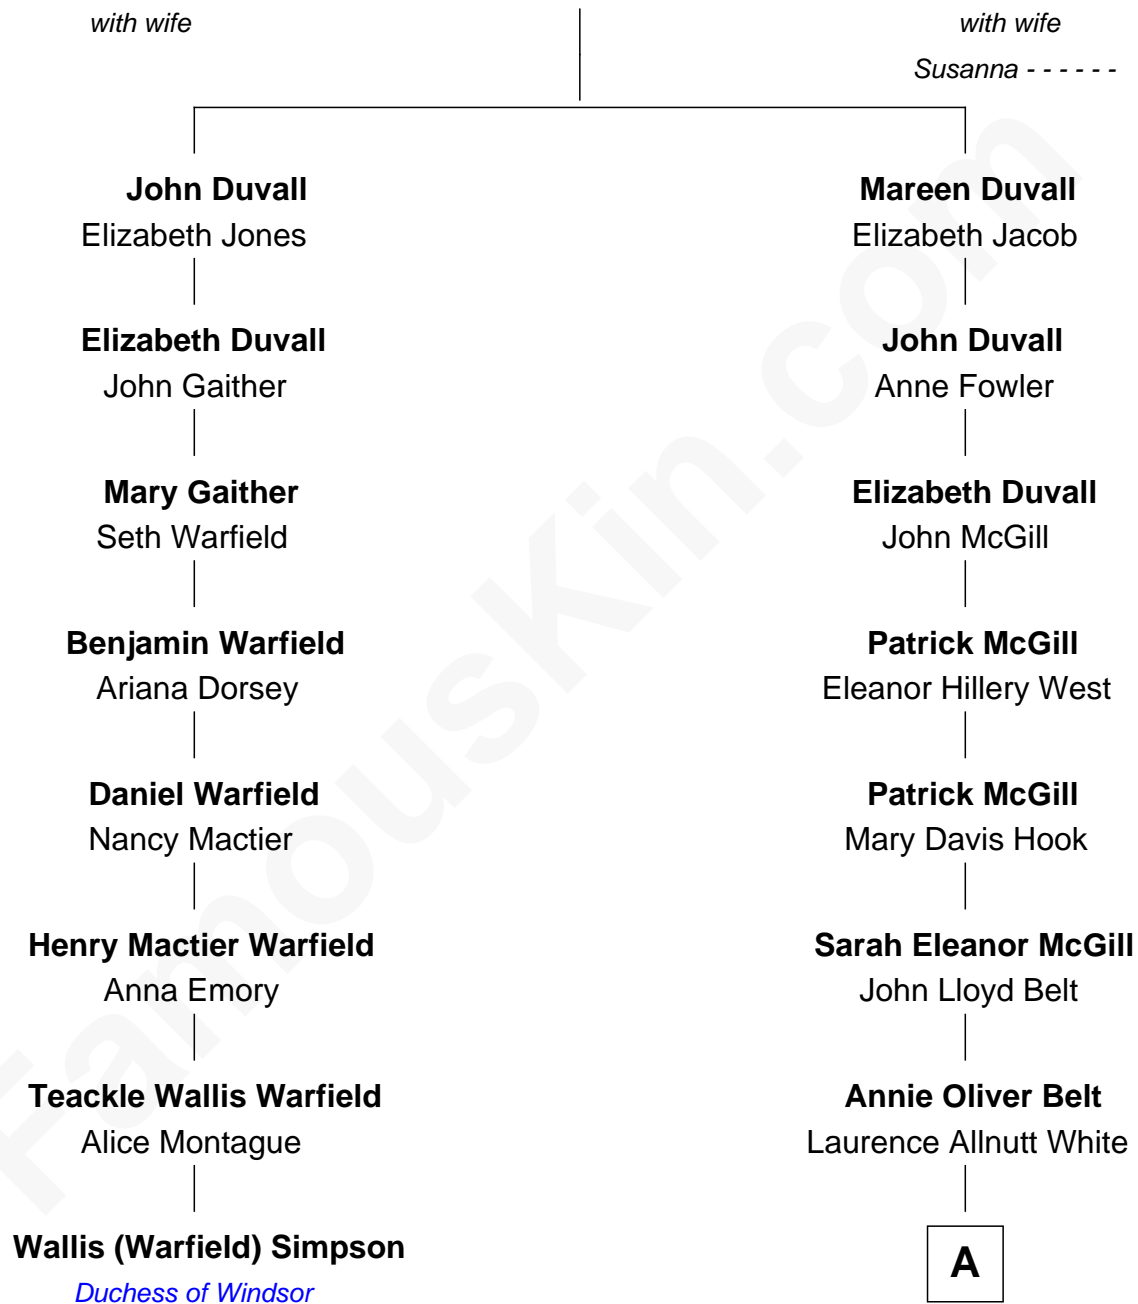 with wife
with wife
Susanna - - - - - -
John Duvall
Mareen Duvall
Elizabeth Jones
Elizabeth Jacob
Elizabeth Duvall
John Duvall
John Gaither
Anne Fowler
Mary Gaither
Elizabeth Duvall
Seth Warfield
John McGill
Benjamin Warfield
Patrick McGill
Ariana Dorsey
Eleanor Hillery West
Daniel Warfield
Patrick McGill
Nancy Mactier
Mary Davis Hook
Henry Mactier Warfield
Sarah Eleanor McGill
Anna Emory
John Lloyd Belt
Teackle Wallis Warfield
Annie Oliver Belt
Alice Montague
Laurence Allnutt White
Wallis (Warfield) Simpson
A
Duchess of Windsor
FamousKin.com